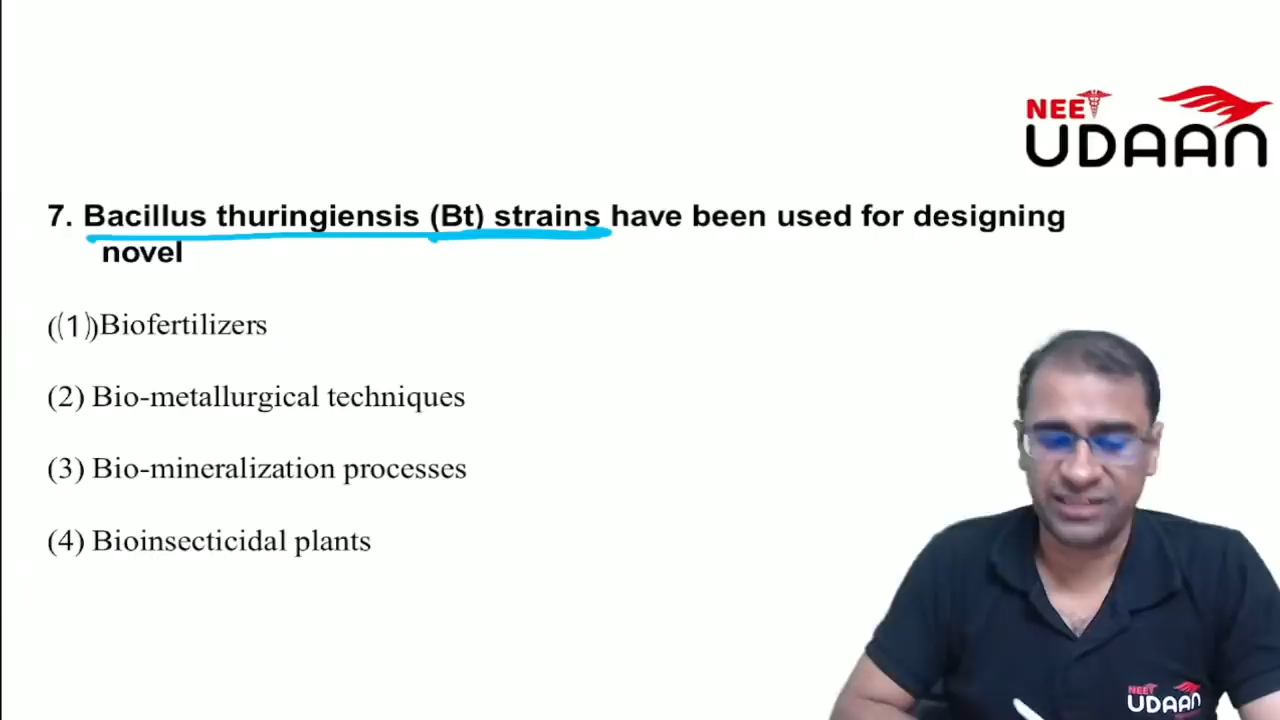 NEET
UDAAN
7. Bacillus thuringiensis (Bt) strains have been used for designing
novel
((1))Biofertilizers
(2) Bio-metallurgical techniques
(3) Bio-mineralization processes
(4) Bioinsecticidal plants
NEET
UDAAN